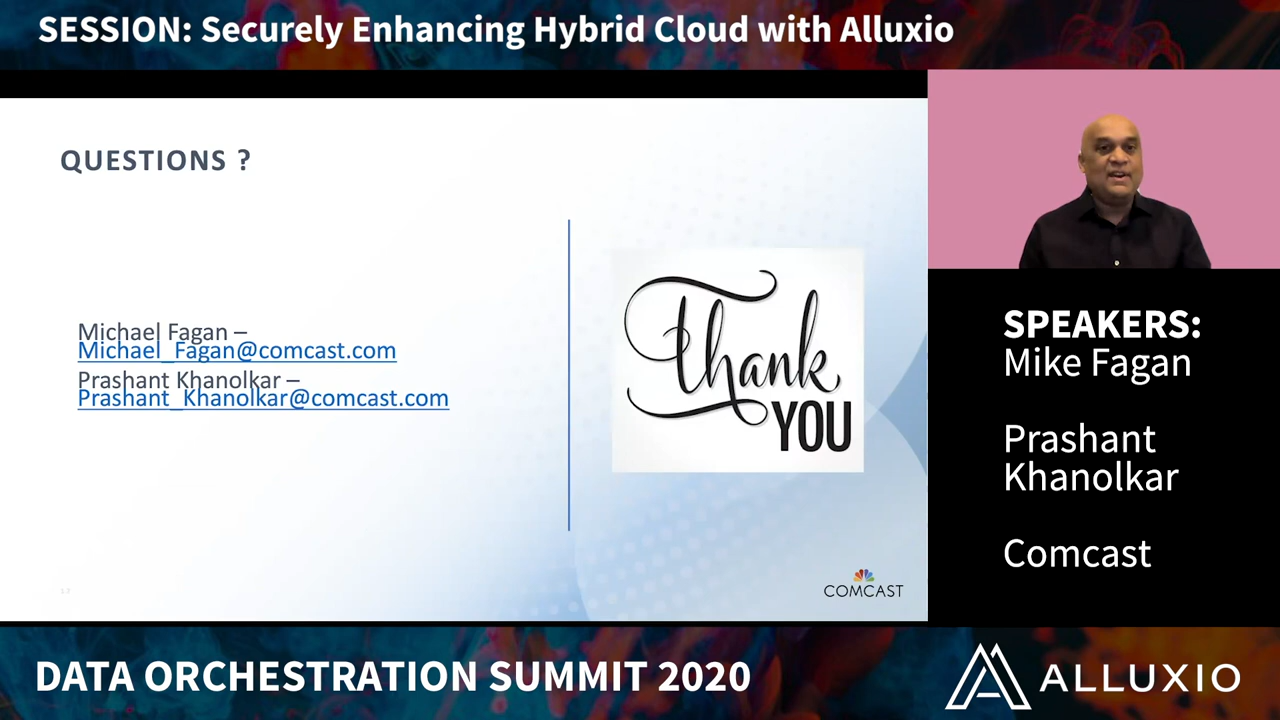 SESSION: Securely Enhancing Hybrid Cloud with Alluxio
QUESTIONS ?
Michael Fagan –
Michael_Fagan@comcast.com
Prashant Khanolkar –
Prashant_Khanolkar@comcast.com
Thank
YOU
COMCAST
SPEAKERS:
Mike Fagan
Prashant
Khanolkar
Comcast
DATA ORCHESTRATION SUMMIT 2020
ALLUXIO